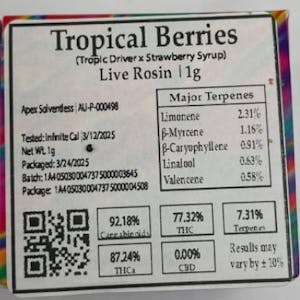 Tropical Berries
(Tropic Driver x Strawberry Syrup)
Live Rosin | 1g
Apex Solventless | AU-P-000498
Tested: Infinite Cal | 3/12/2025
Net Wt. 1g
Packaged: 3/24/2025
Batch: 1A4050300047375000003645
Package: 1A4050300047375000004508
Major Terpenes
Limonene 2.31%
β-Myrcene 1.16%
β-Caryophyllene 0.91%
Linalool 0.63%
Valencene 0.58%
92.18%
Cannabinoids
77.32%
THC
7.31%
Terpenes
87.24%
THCa
0.00%
CBD
Results may
vary by ± 10%